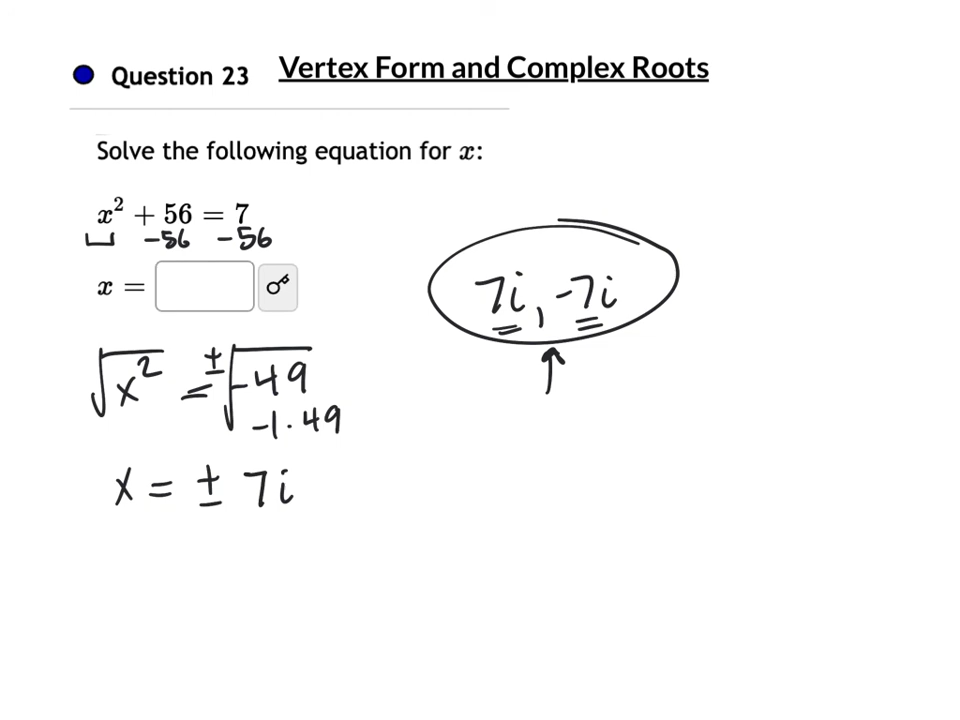 Question 23 Vertex Form and Complex Roots
Solve the following equation for x:
x² + 56 = 7
-56 -56
x =
7i, -7i
√x² = ±√-49
-1·49
x = ± 7i